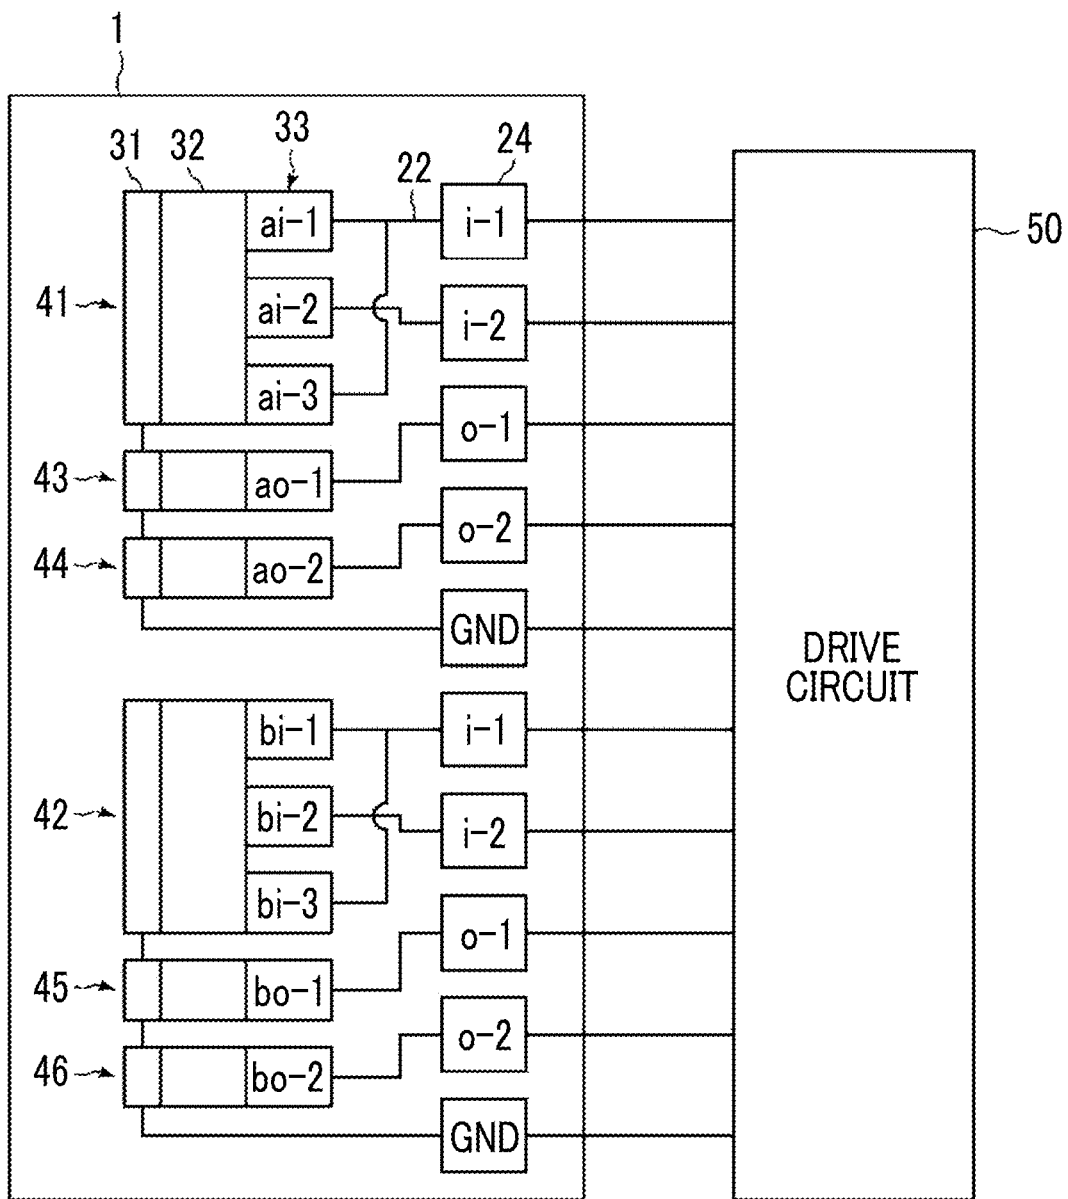 1
31 32 33 22 24
ai-1 i-1
50
41 ai-2 i-2
ai-3
o-1
43 ao-1
o-2
44 ao-2
GND
DRIVE
CIRCUIT
bi-1 i-1
42 bi-2 i-2
bi-3
o-1
45 bo-1
o-2
46 bo-2
GND